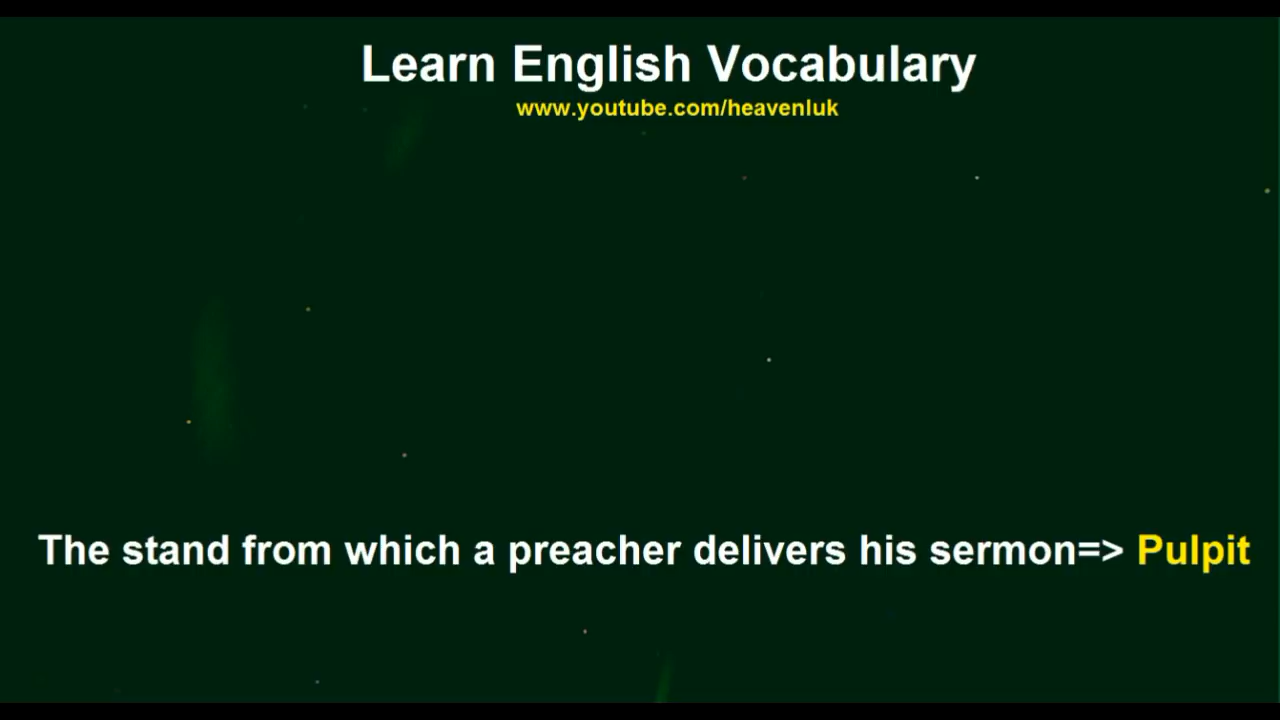 Learn English Vocabulary
www.youtube.com/heavenluk
The stand from which a preacher delivers his sermon=> Pulpit